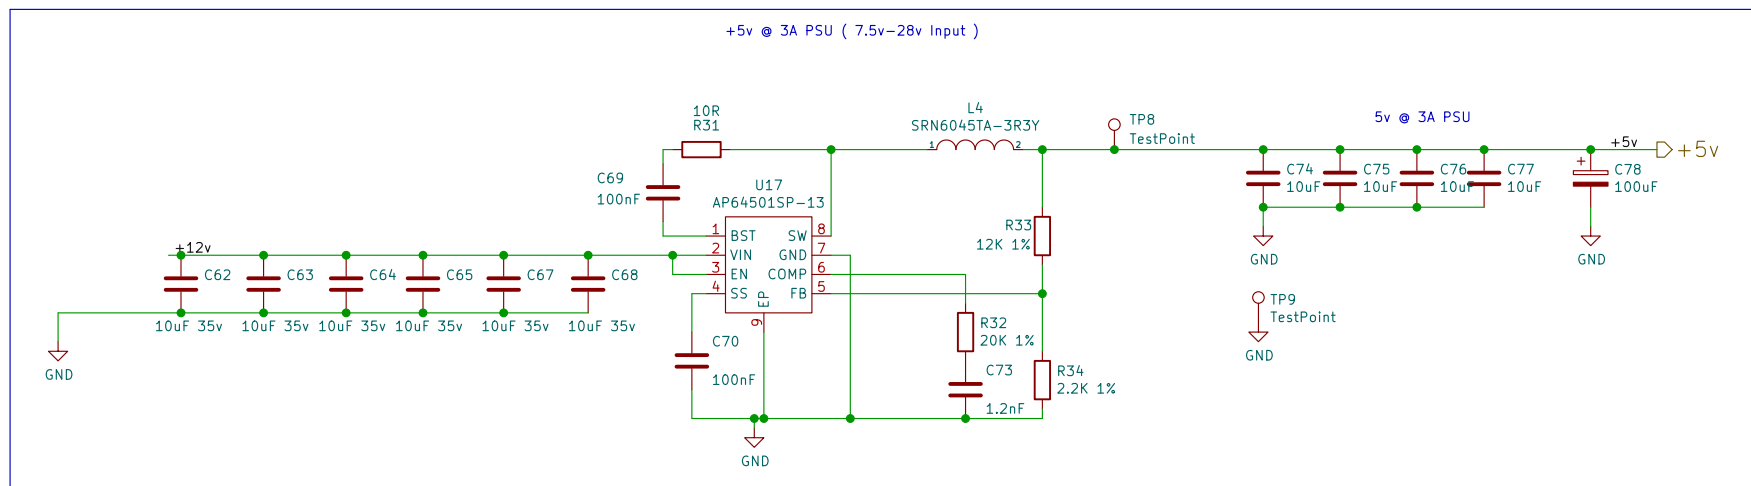 +5v @ 3A PSU ( 7.5v-28v Input )
10R
R31
L4
SRN6045TA-3R3Y
1
2
TP8
TestPoint
5v @ 3A PSU
+5v
+5v
C69
100nF
U17
AP64501SP-13
C74
10uF
C75
10uF
C76
10uF
C77
10uF
+
C78
100uF
1 BST SW 8
2 VIN GND 7
3 EN COMP 6
4 SS FB 5
EP
9
R33
12K 1%
GND
GND
+12v
C62
C63
C64
C65
C67
C68
10uF 35v
10uF 35v
10uF 35v
10uF 35v
10uF 35v
10uF 35v
GND
TP9
TestPoint
GND
C70
100nF
R32
20K 1%
C73
1.2nF
R34
2.2K 1%
GND